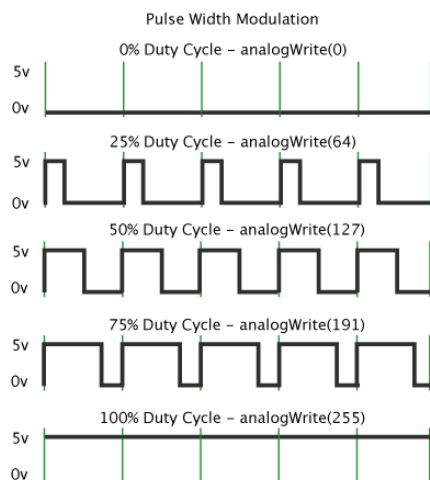 Pulse Width Modulation
0% Duty Cycle – analogWrite(0)
5v
0v
25% Duty Cycle – analogWrite(64)
5v
0v
50% Duty Cycle – analogWrite(127)
5v
0v
75% Duty Cycle – analogWrite(191)
5v
0v
100% Duty Cycle – analogWrite(255)
5v
0v